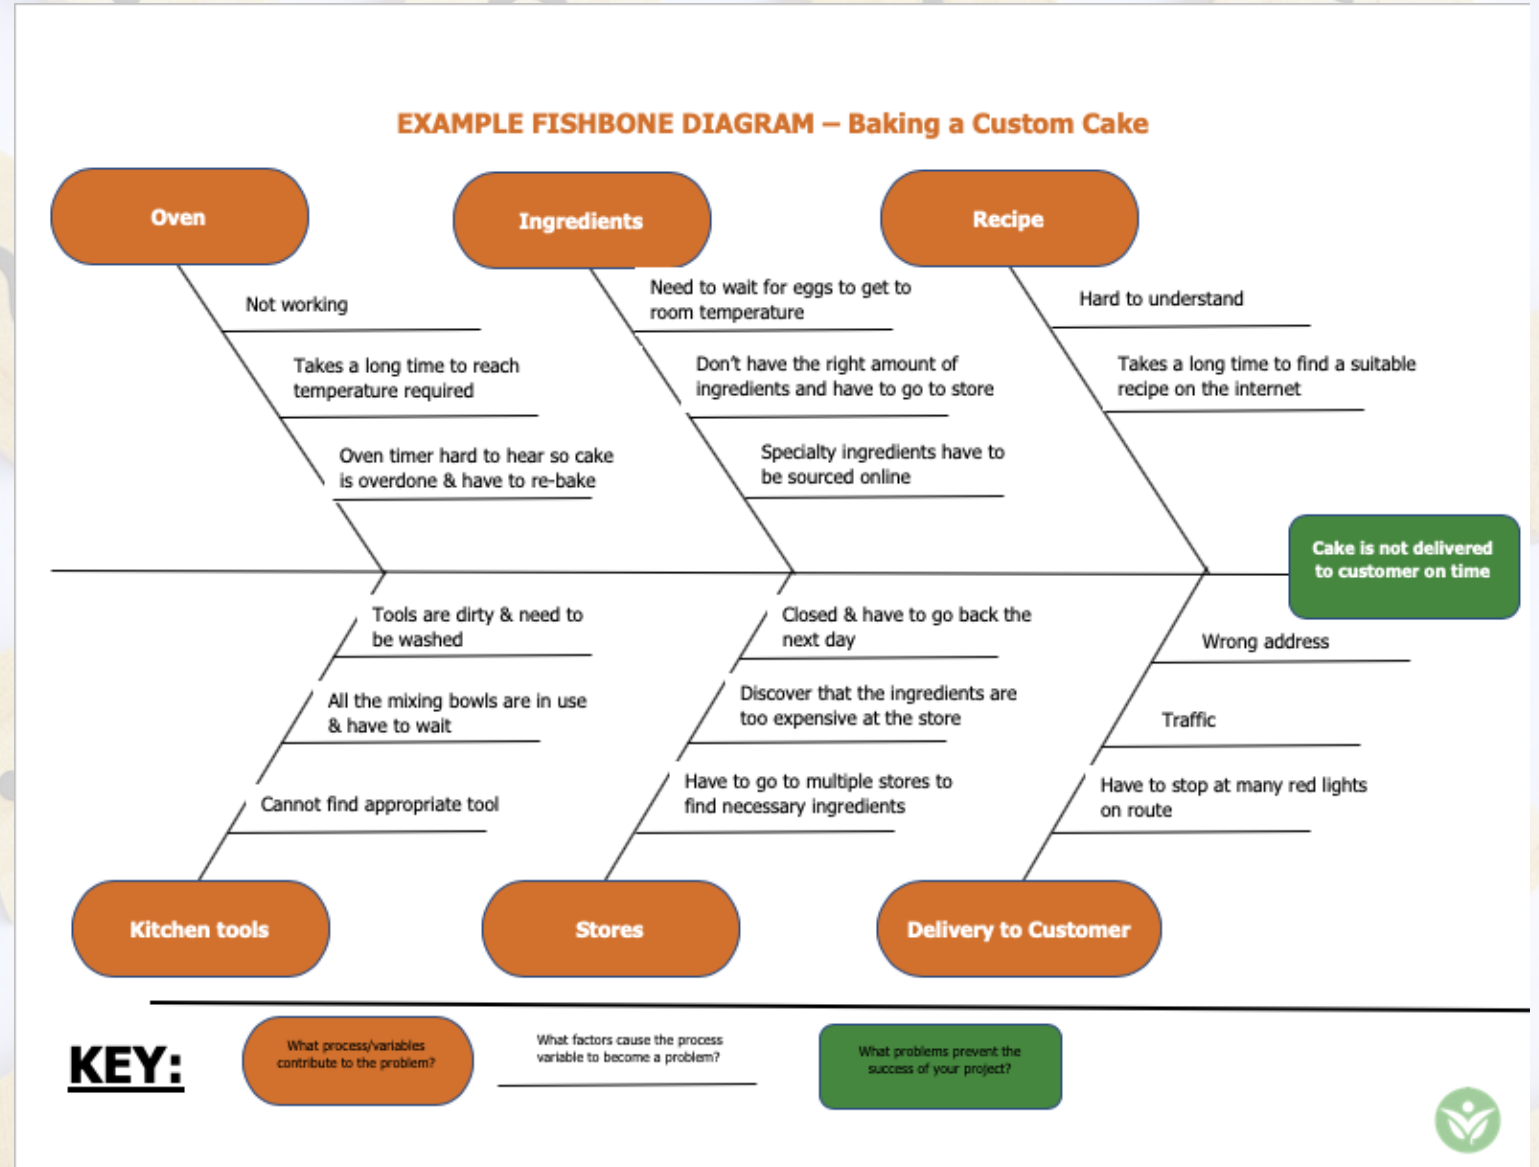 EXAMPLE FISHBONE DIAGRAM – Baking a Custom Cake
Oven
Ingredients
Recipe
Not working
Takes a long time to reach
temperature required
Oven timer hard to hear so cake
is overdone & have to re-bake
Need to wait for eggs to get to
room temperature
Don't have the right amount of
ingredients and have to go to store
Specialty ingredients have to
be sourced online
Hard to understand
Takes a long time to find a suitable
recipe on the internet
Cake is not delivered
to customer on time
Tools are dirty & need to
be washed
All the mixing bowls are in use
& have to wait
Cannot find appropriate tool
Closed & have to go back the
next day
Discover that the ingredients are
too expensive at the store
Have to go to multiple stores to
find necessary ingredients
Wrong address
Traffic
Have to stop at many red lights
on route
Kitchen tools
Stores
Delivery to Customer
KEY:
What process/variables
contribute to the problem?
What factors cause the process
variable to become a problem?
What problems prevent the
success of your project?